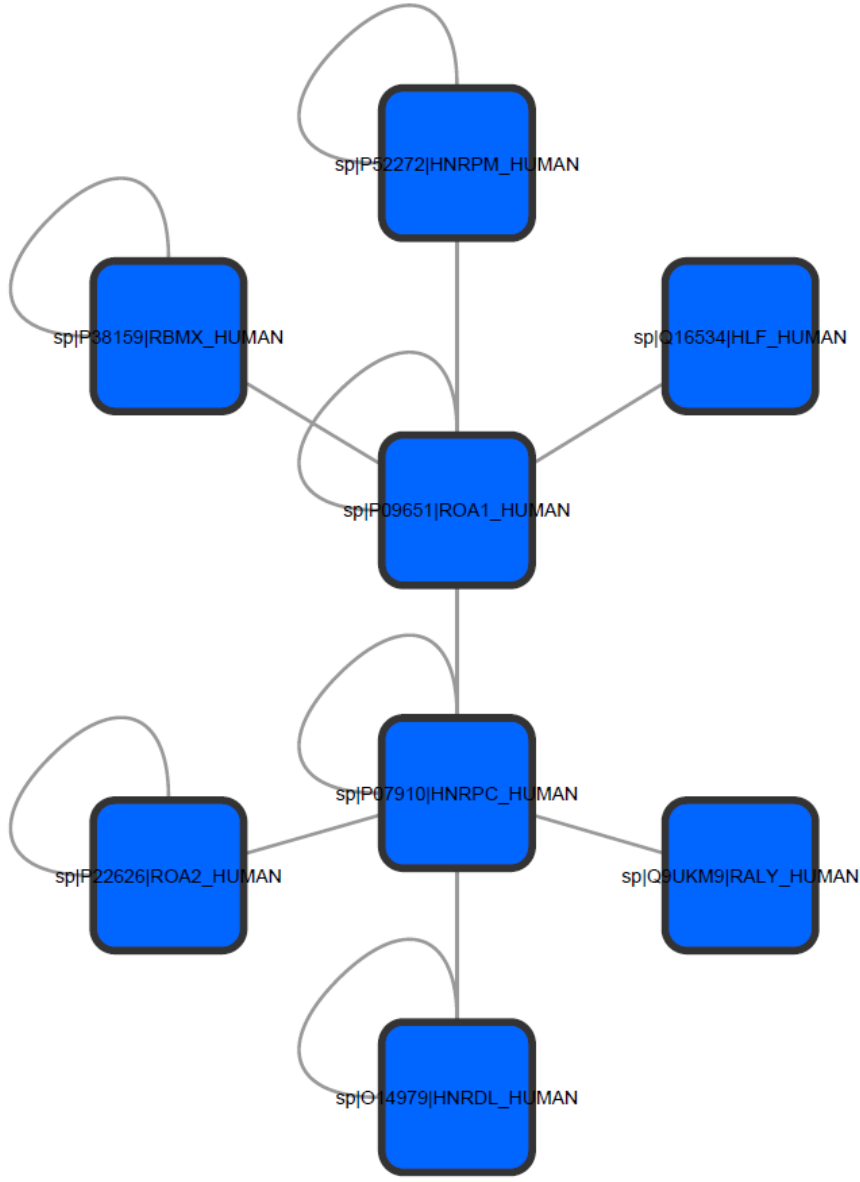 sp|P52272|HNRPM_HUMAN
sp|P38159|RBMX_HUMAN
sp|Q16534|HLF_HUMAN
sp|P09651|ROA1_HUMAN
sp|P07910|HNRPC_HUMAN
sp|P22626|ROA2_HUMAN
sp|Q9UKM9|RALY_HUMAN
sp|O14979|HNRDL_HUMAN